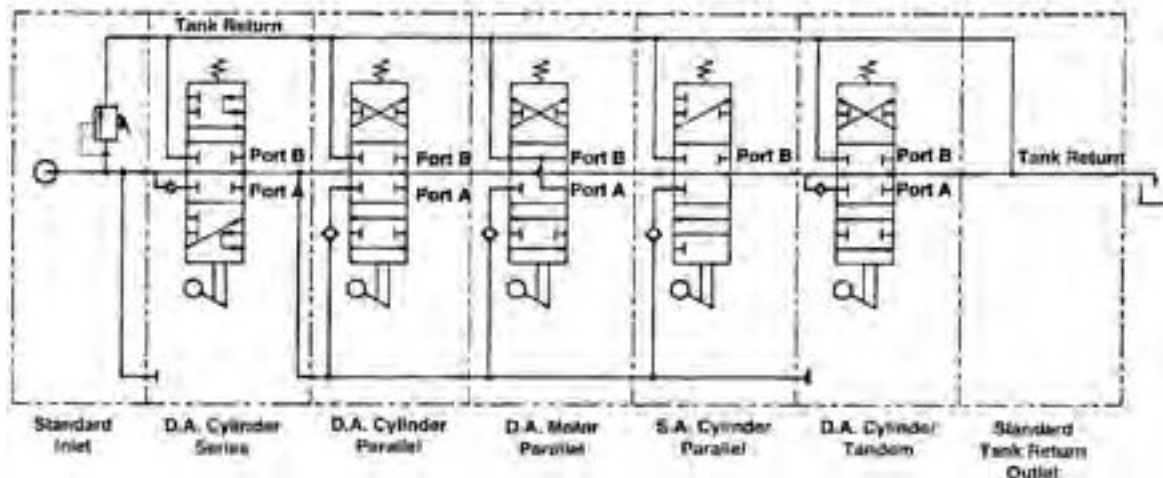 Tank Return
Port B
Port A
Port B
Port A
Port B
Port A
Port B
Port B
Port A
Tank Return
Standard
Inlet
D.A. Cylinder
Series
D.A. Cylinder
Parallel
D.A. Motor
Parallel
S.A. Cylinder
Parallel
D.A. Cylinder
Tandem
Standard
Tank Return
Outlet